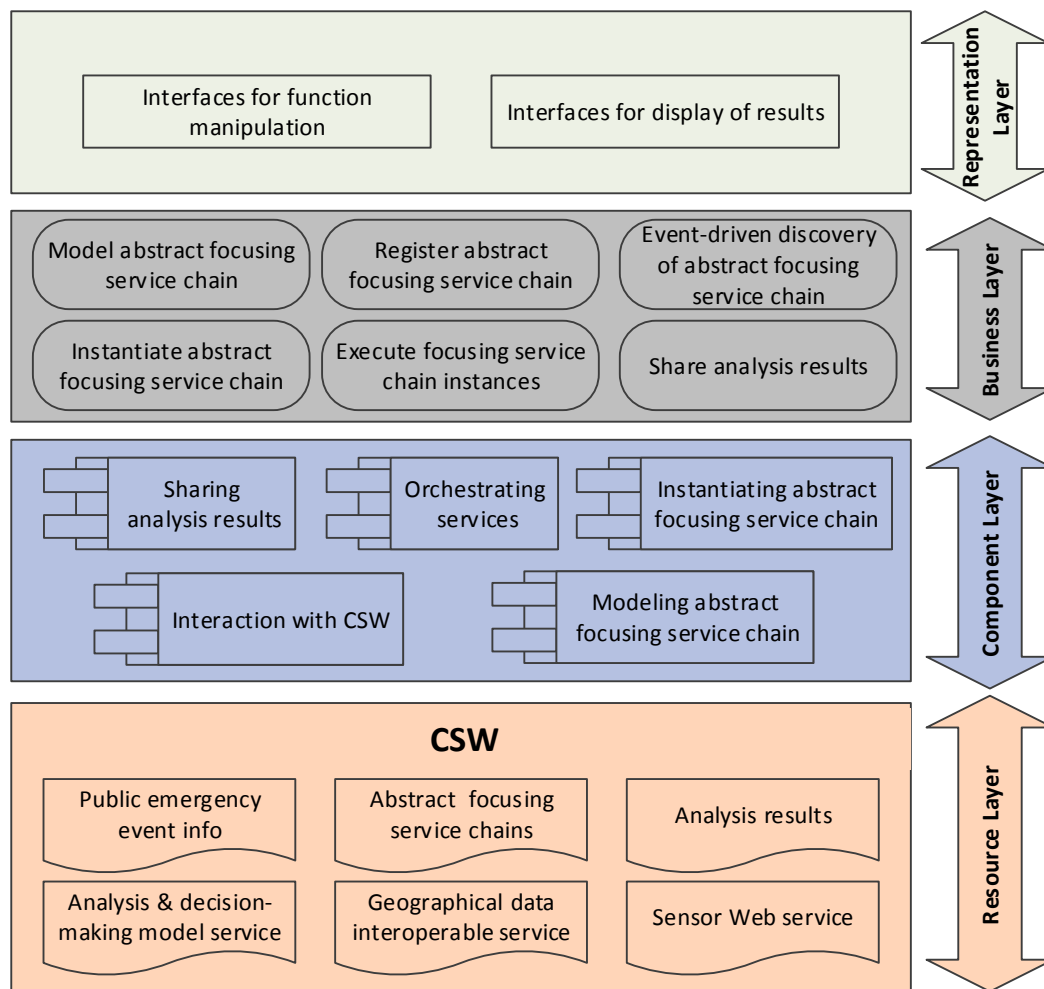 Interfaces for function
manipulation
Interfaces for display of results
Representation
Layer
Model abstract focusing
service chain
Register abstract
focusing service chain
Event-driven discovery
of abstract focusing
service chain
Instantiate abstract
focusing service chain
Execute focusing service
chain instances
Share analysis results
Business Layer
Sharing
analysis results
Orchestrating
services
Instantiating abstract
focusing service chain
Interaction with CSW
Modeling abstract
focusing service chain
Component Layer
CSW
Public emergency
event info
Abstract focusing
service chains
Analysis results
Analysis & decision-
making model service
Geographical data
interoperable service
Sensor Web service
Resource Layer